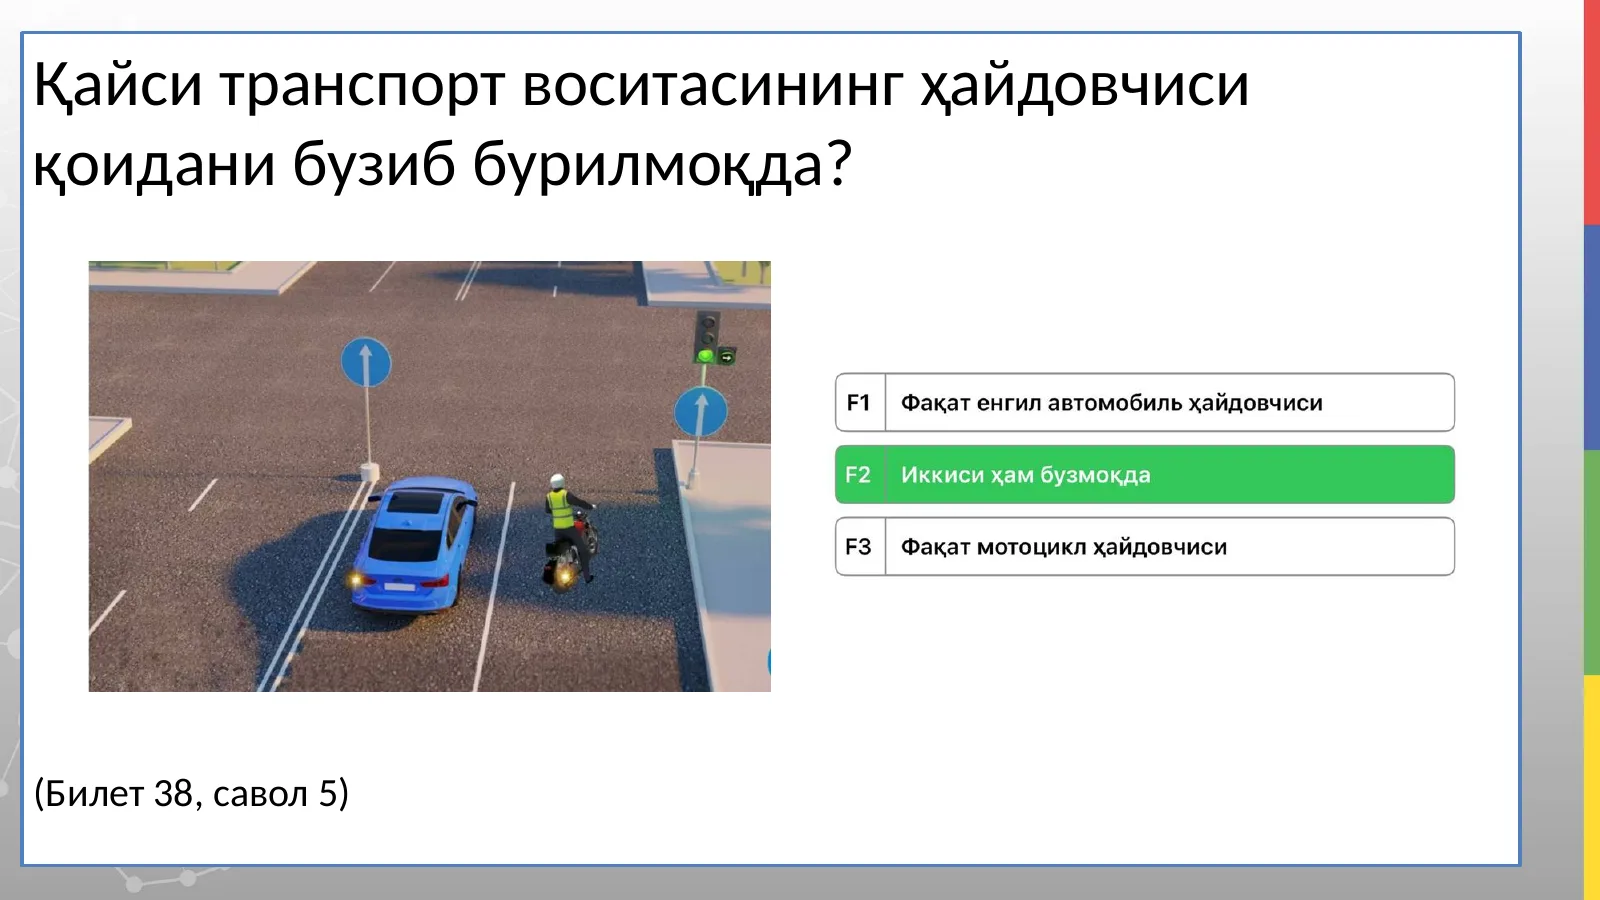 Қайси транспорт воситасининг ҳайдовчиси
қоидани бузиб бурилмоқда?
F1 Фақат енгил автомобиль ҳайдовчиси
F2 Иккиси ҳам бузмоқда
F3 Фақат мотоцикл ҳайдовчиси
(Билет 38, савол 5)